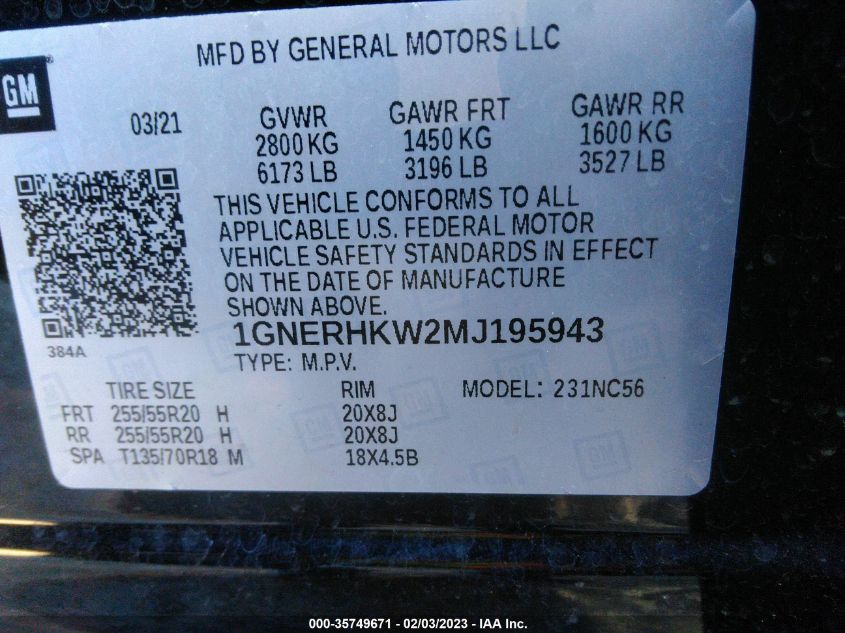 MFD BY GENERAL MOTORS LLC
GM
03/21 GVWR GAWR FRT GAWR RR
2800 KG 1450 KG 1600 KG
6173 LB 3196 LB 3527 LB
THIS VEHICLE CONFORMS TO ALL
APPLICABLE U.S. FEDERAL MOTOR
VEHICLE SAFETY STANDARDS IN EFFECT
ON THE DATE OF MANUFACTURE
SHOWN ABOVE.
384A
1GNERHKW2MJ195943
TYPE: M.P.V.
TIRE SIZE RIM MODEL: 231NC56
FRT 255/55R20 H 20X8J
RR 255/55R20 H 20X8J
SPA T135/70R18 M 18X4.5B
000-35749671 - 02/03/2023 - IAA Inc.